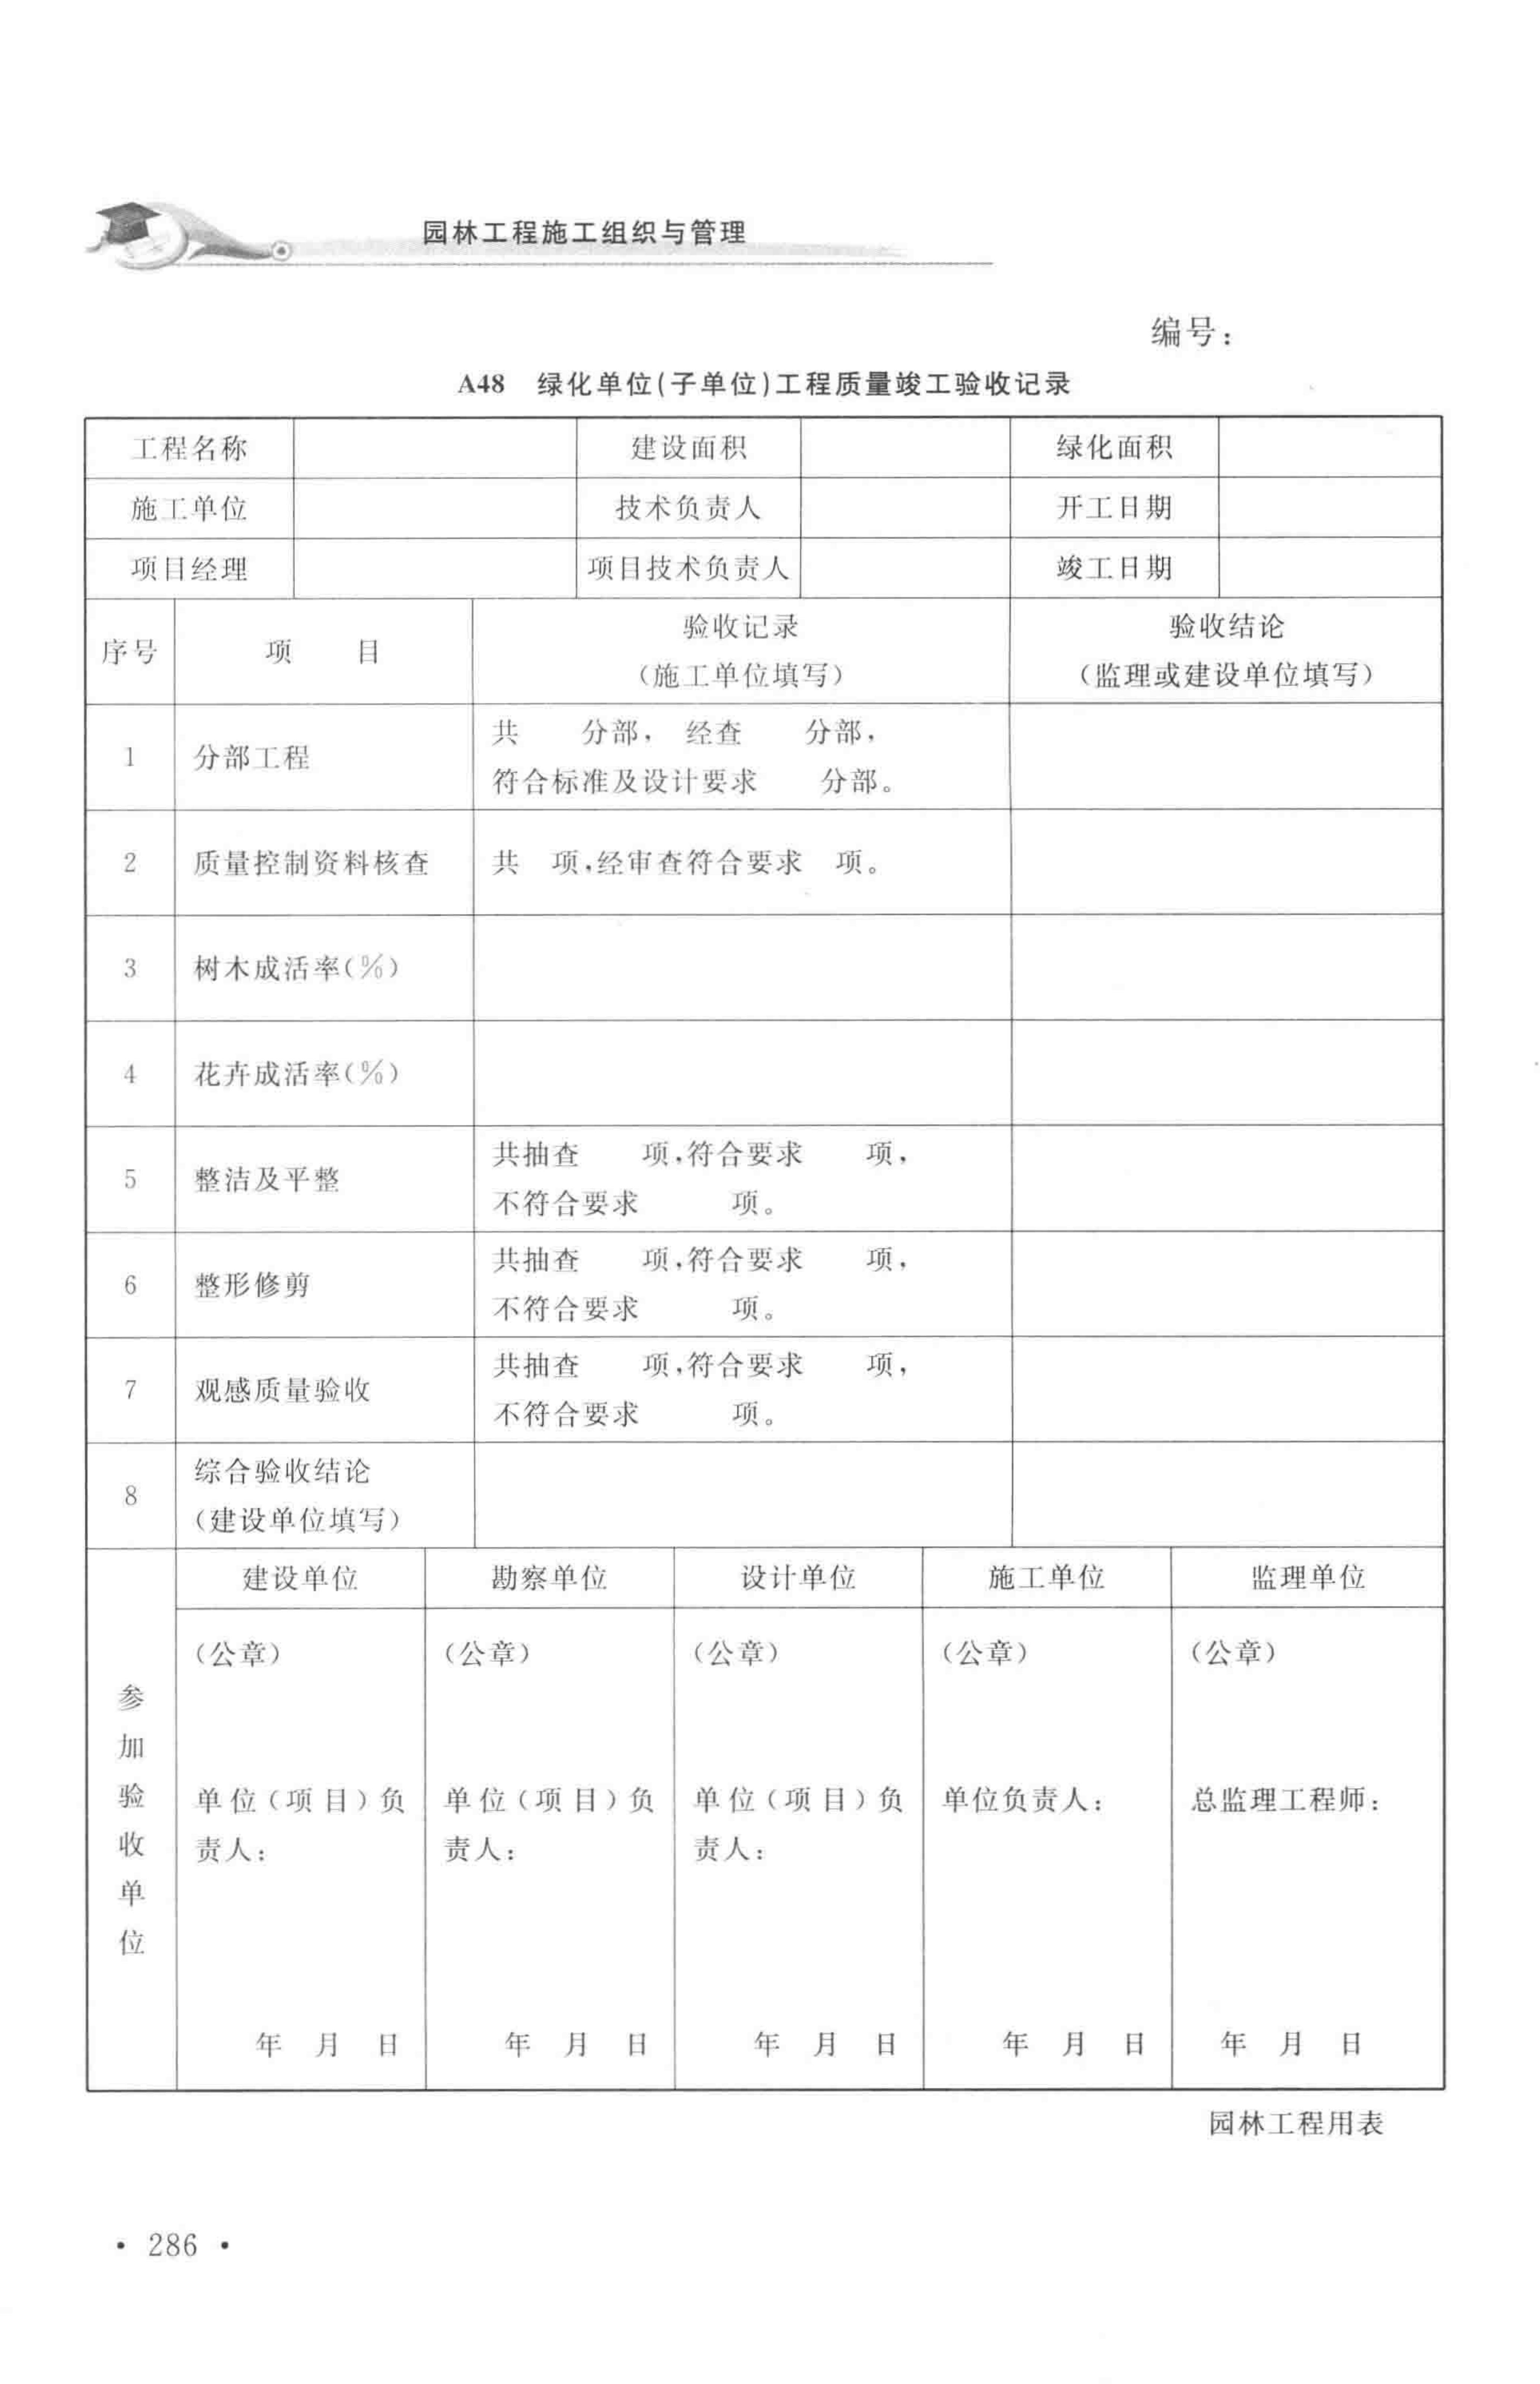 园林工程施工组织与管理
编号：
A48 绿化单位(子单位)工程质量竣工验收记录
工程名称 建设面积 绿化面积
施工单位 技术负责人 开工日期
项目经理 项目技术负责人 竣工日期
序号 项 目 验收记录 验收结论
（施工单位填写） （监理或建设单位填写）
1 分部工程 共 分部， 经查 分部，
符合标准及设计要求 分部。
2 质量控制资料核查 共 项，经审查符合要求 项。
3 树木成活率(%)
4 花卉成活率(%)
5 整洁及平整 共抽查 项，符合要求 项，
不符合要求 项。
6 整形修剪 共抽查 项，符合要求 项，
不符合要求 项。
7 观感质量验收 共抽查 项，符合要求 项，
不符合要求 项。
8 综合验收结论
（建设单位填写）
参加验收单位
建设单位 勘察单位 设计单位 施工单位 监理单位
（公章） （公章） （公章） （公章） （公章）
单位（项目）负 单位（项目）负 单位（项目）负 单位负责人： 总监理工程师：
责人： 责人： 责人：
年 月 日 年 月 日 年 月 日 年 月 日 年 月 日
园林工程用表
· 286 ·